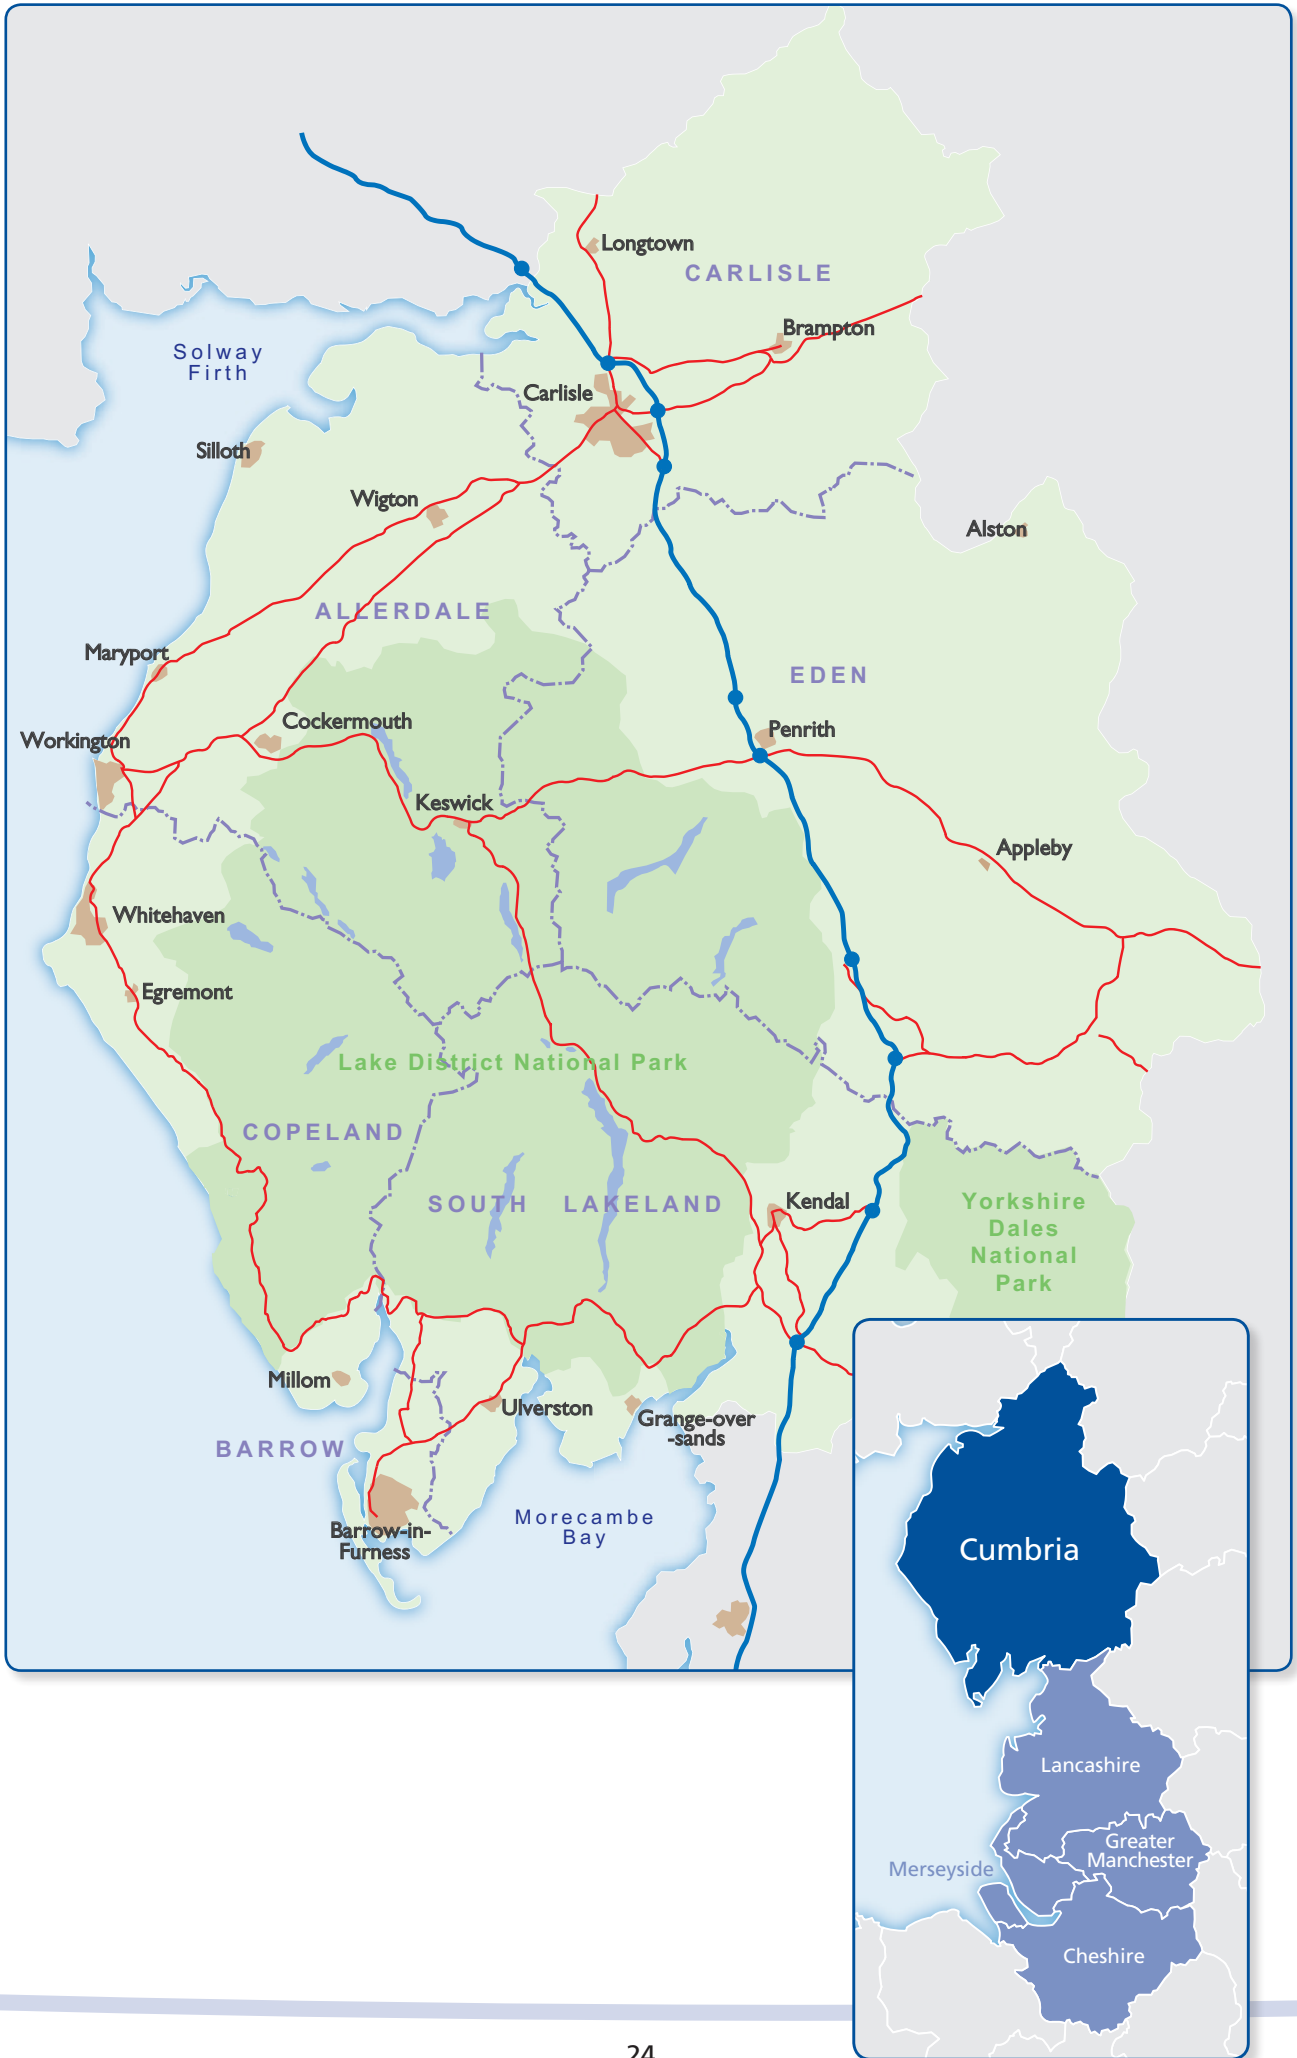 Longtown
CARLISLE
Brampton
Solway
Firth
Carlisle
Silloth
Wigton
Alston
ALLERDALE
Maryport
EDEN
Cockermouth
Penrith
Workington
Keswick
Appleby
Whitehaven
Egremont
Lake District National Park
COPELAND
SOUTH LAKELAND
Kendal
Yorkshire
Dales
National
Park
Millom
Ulverston
Grange-over
-sands
BARROW
Morecambe
Bay
Barrow-in-
Furness
Cumbria
Lancashire
Greater
Manchester
Merseyside
Cheshire
24